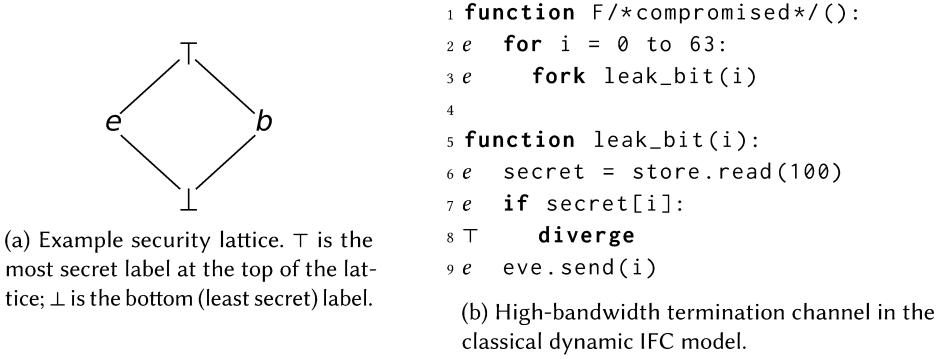 ⊤
e b
⊥
(a) Example security lattice. ⊤ is the
most secret label at the top of the lat-
tice; ⊥ is the bottom (least secret) label.
1 function F/*compromised*/():
2 e for i = 0 to 63:
3 e fork leak_bit(i)
4
5 function leak_bit(i):
6 e secret = store.read(100)
7 e if secret[i]:
8 ⊤ diverge
9 e eve.send(i)
(b) High-bandwidth termination channel in the
classical dynamic IFC model.